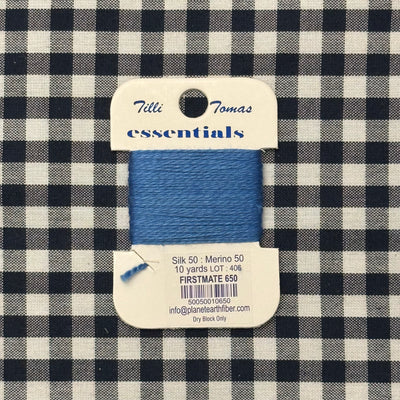 Tilli Tomas
essentials
Silk 50 : Merino 50
10 yards LOT : 406
FIRSTMATE 650
50050010650
info@planetearthfiber.com
Dry Block Only